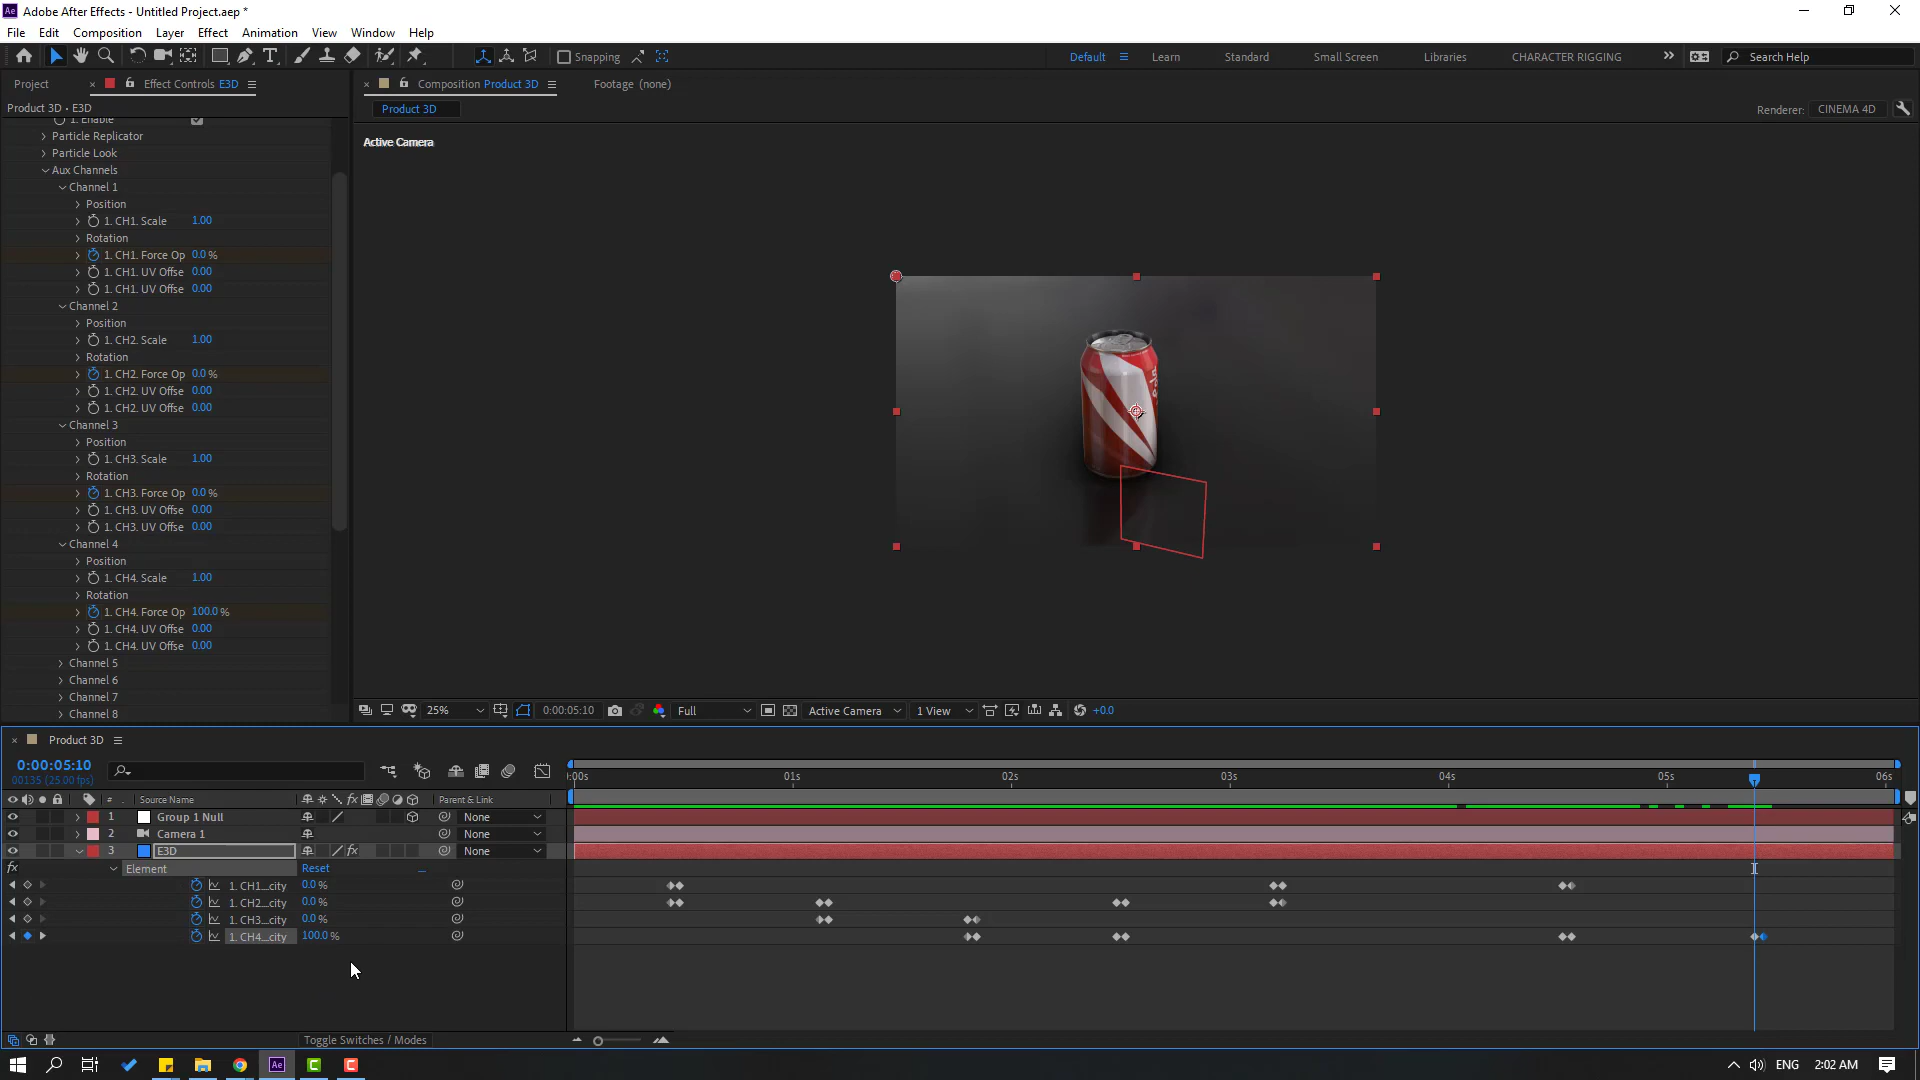 Adobe After Effects - Untitled Project.aep *
File Edit Composition Layer Effect Animation View Window Help
Snapping Default Learn Standard Small Screen Libraries CHARACTER RIGGING Search Help
Project Effect Controls E3D Composition Product 3D Footage (none)
Product 3D • E3D Product 3D Renderer: CINEMA 4D
1. Enable
Particle Replicator
Active Camera
Particle Look
Aux Channels
Channel 1
Position
1. CH1. Scale 1.00
Rotation
1. CH1. Force Op 0.0 %
1. CH1. UV Offse 0.00
1. CH1. UV Offse 0.00
Channel 2
Position
1. CH2. Scale 1.00
Rotation
1. CH2. Force Op 0.0 %
1. CH2. UV Offse 0.00
1. CH2. UV Offse 0.00
Channel 3
Position
1. CH3. Scale 1.00
Rotation
1. CH3. Force Op 0.0 %
1. CH3. UV Offse 0.00
1. CH3. UV Offse 0.00
Channel 4
Position
1. CH4. Scale 1.00
Rotation
1. CH4. Force Op 100.0 %
1. CH4. UV Offse 0.00
1. CH4. UV Offse 0.00
Channel 5
Channel 6
Channel 7
Channel 8
25% 0:00:05:10 Full Active Camera 1 View +0.0
Product 3D
0:00:05:10
00135 (25.00 fps)
:00s 01s 02s 03s 04s 05s 06s
# Source Name fx Parent & Link
1 Group 1 Null None
2 Camera 1 None
3 E3D fx None
fx Element Reset
1. CH1...city 0.0 %
1. CH2...city 0.0 %
1. CH3...city 0.0 %
1. CH4...city 100.0 %
Toggle Switches / Modes
Ae ENG 2:02 AM